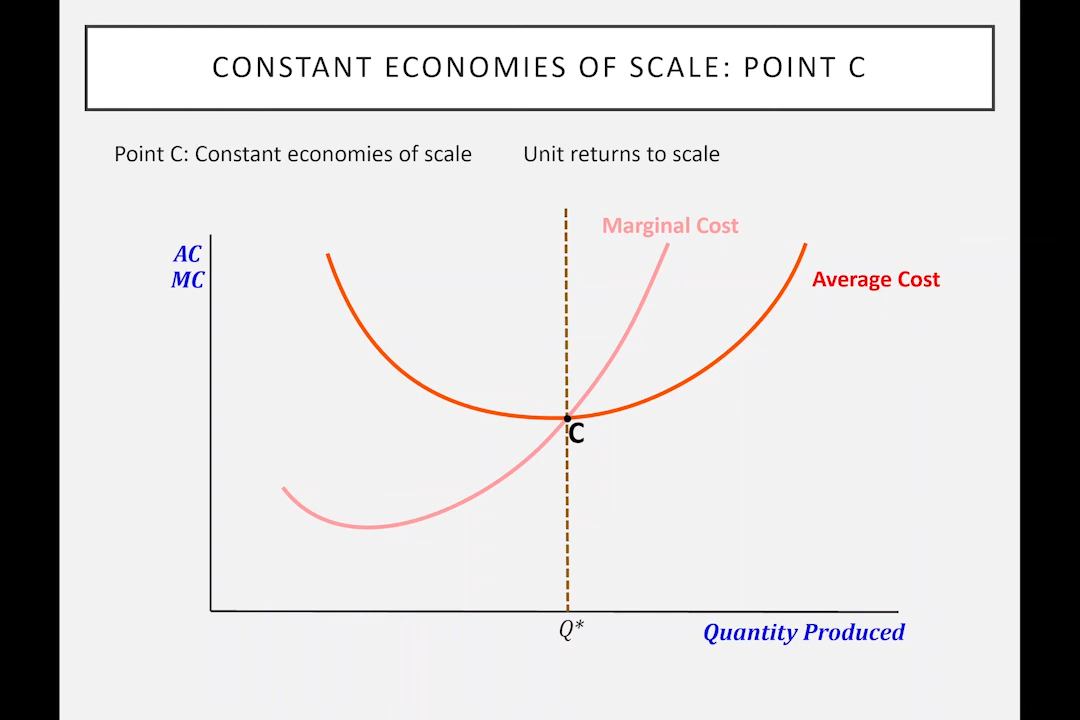 CONSTANT ECONOMIES OF SCALE: POINT C
Point C: Constant economies of scale
Unit returns to scale
Marginal Cost
AC
MC
Average Cost
C
Q*
Quantity Produced